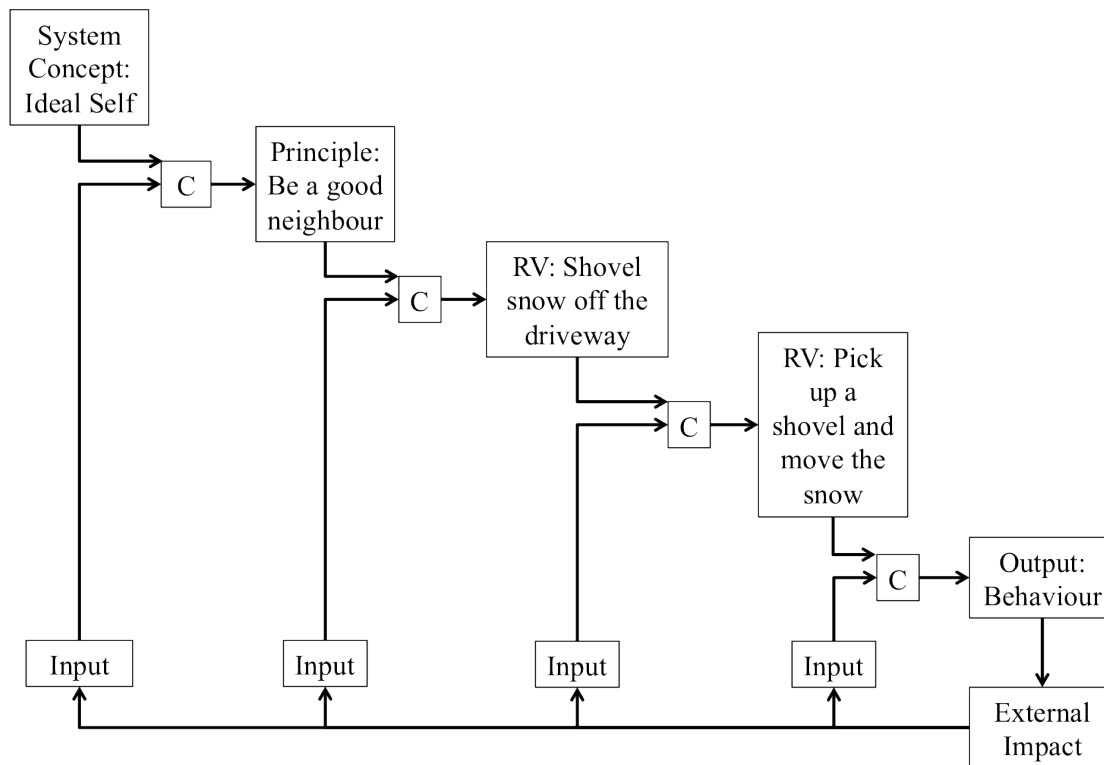 System
Concept:
Ideal Self
C
Principle:
Be a good
neighbour
C
RV: Shovel
snow off the
driveway
C
RV: Pick
up a
shovel and
move the
snow
C
Output:
Behaviour
Input
Input
Input
Input
External
Impact